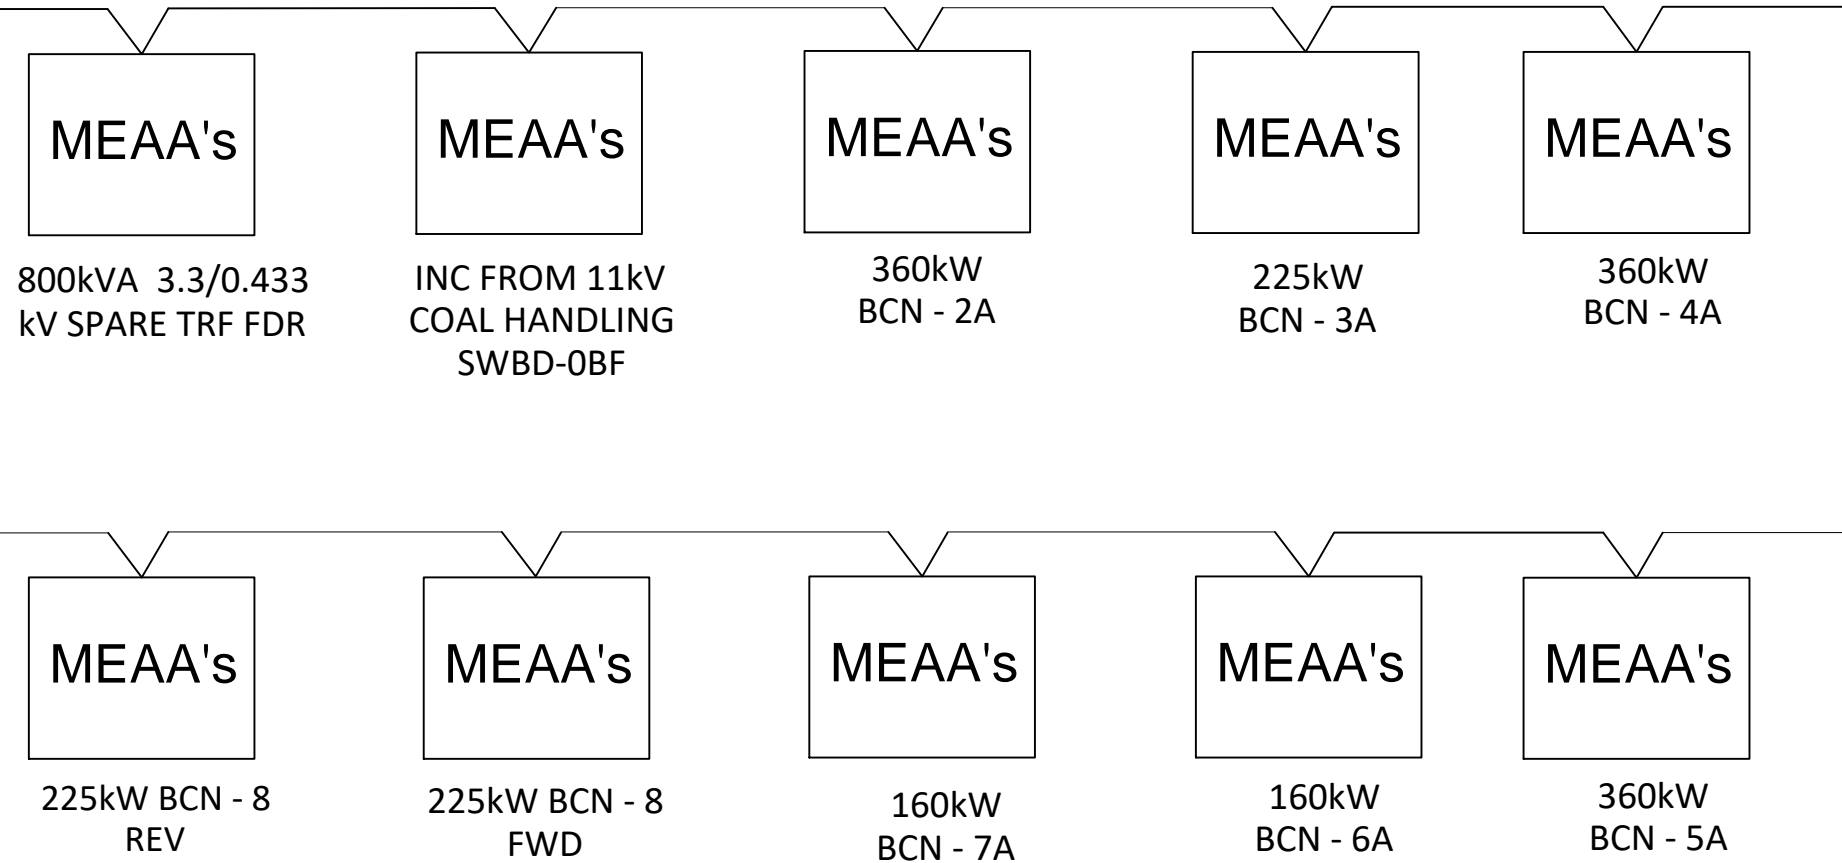 MEAA's
MEAA's
MEAA's
MEAA's
MEAA's
800kVA 3.3/0.433
kV SPARE TRF FDR
INC FROM 11kV
COAL HANDLING
SWBD-0BF
360kW
BCN - 2A
225kW
BCN - 3A
360kW
BCN - 4A
MEAA's
MEAA's
MEAA's
MEAA's
MEAA's
225kW BCN - 8
REV
225kW BCN - 8
FWD
160kW
BCN - 7A
160kW
BCN - 6A
360kW
BCN - 5A